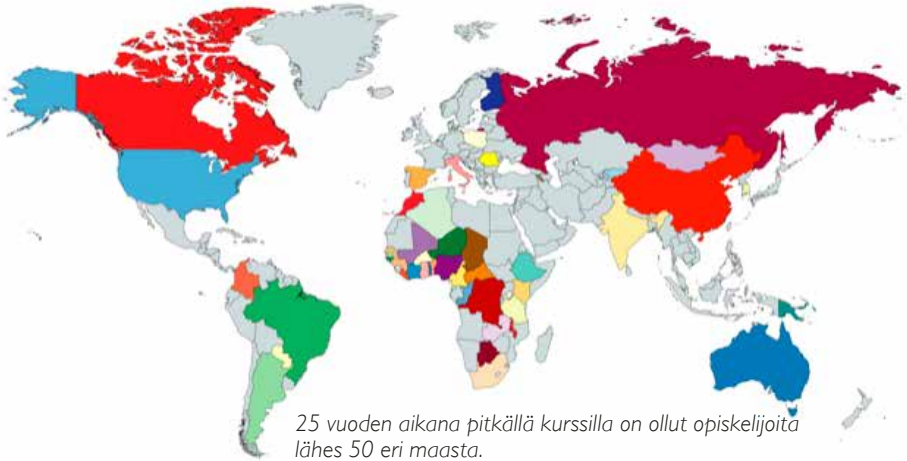 25 vuoden aikana pitkällä kurssilla on ollut opiskelijoita
lähes 50 eri maasta.